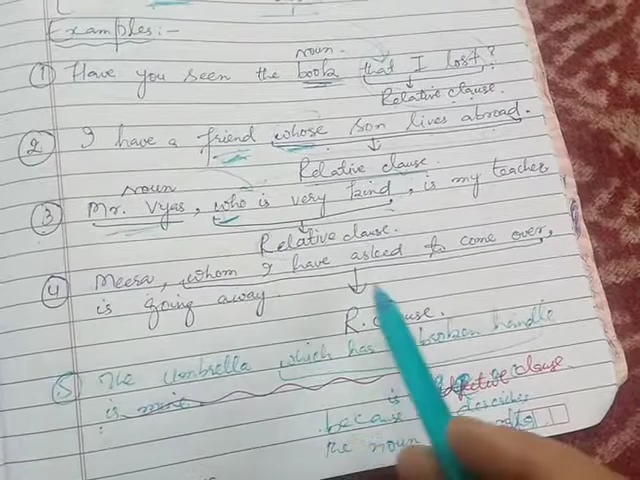 Examples :-
noun.
① Have you seen the book that I lost?
Relative clause.
② I have a friend whose son lives abroad.
Relative clause.
noun
③ Mr. Vyas, who is very kind, is my teacher
Relative clause.
④ Meera, whom I have asked to come over,
is going away.
R. clause.
⑤ The Umbrella which has broken handle
is mine
is clause
because describes
the noun